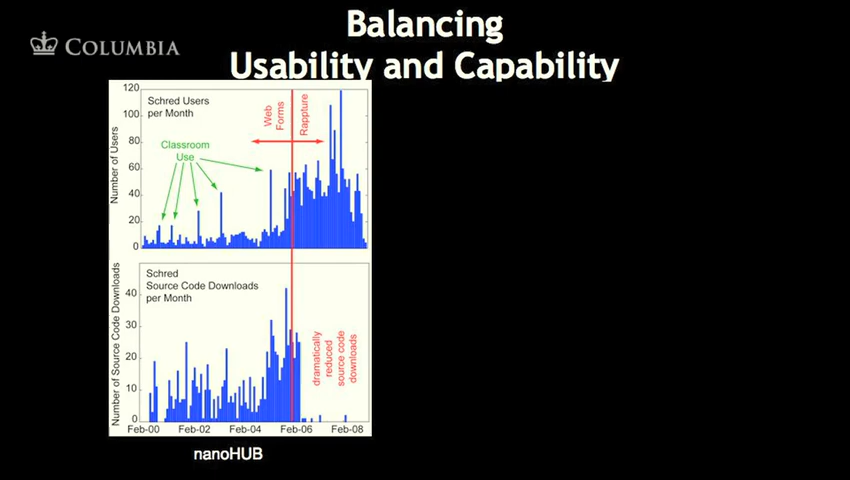 Balancing
Usability and Capability
COLUMBIA
120
100
80
60
40
20
0
Number of Users
Schred Users
per Month
Classroom
Use
Web
Forms
Rappture
40
30
20
10
0
Number of Source Code Downloads
Schred
Source Code Downloads
per Month
dramatically
reduced
source code
downloads
Feb-00 Feb-02 Feb-04 Feb-06 Feb-08
nanoHUB